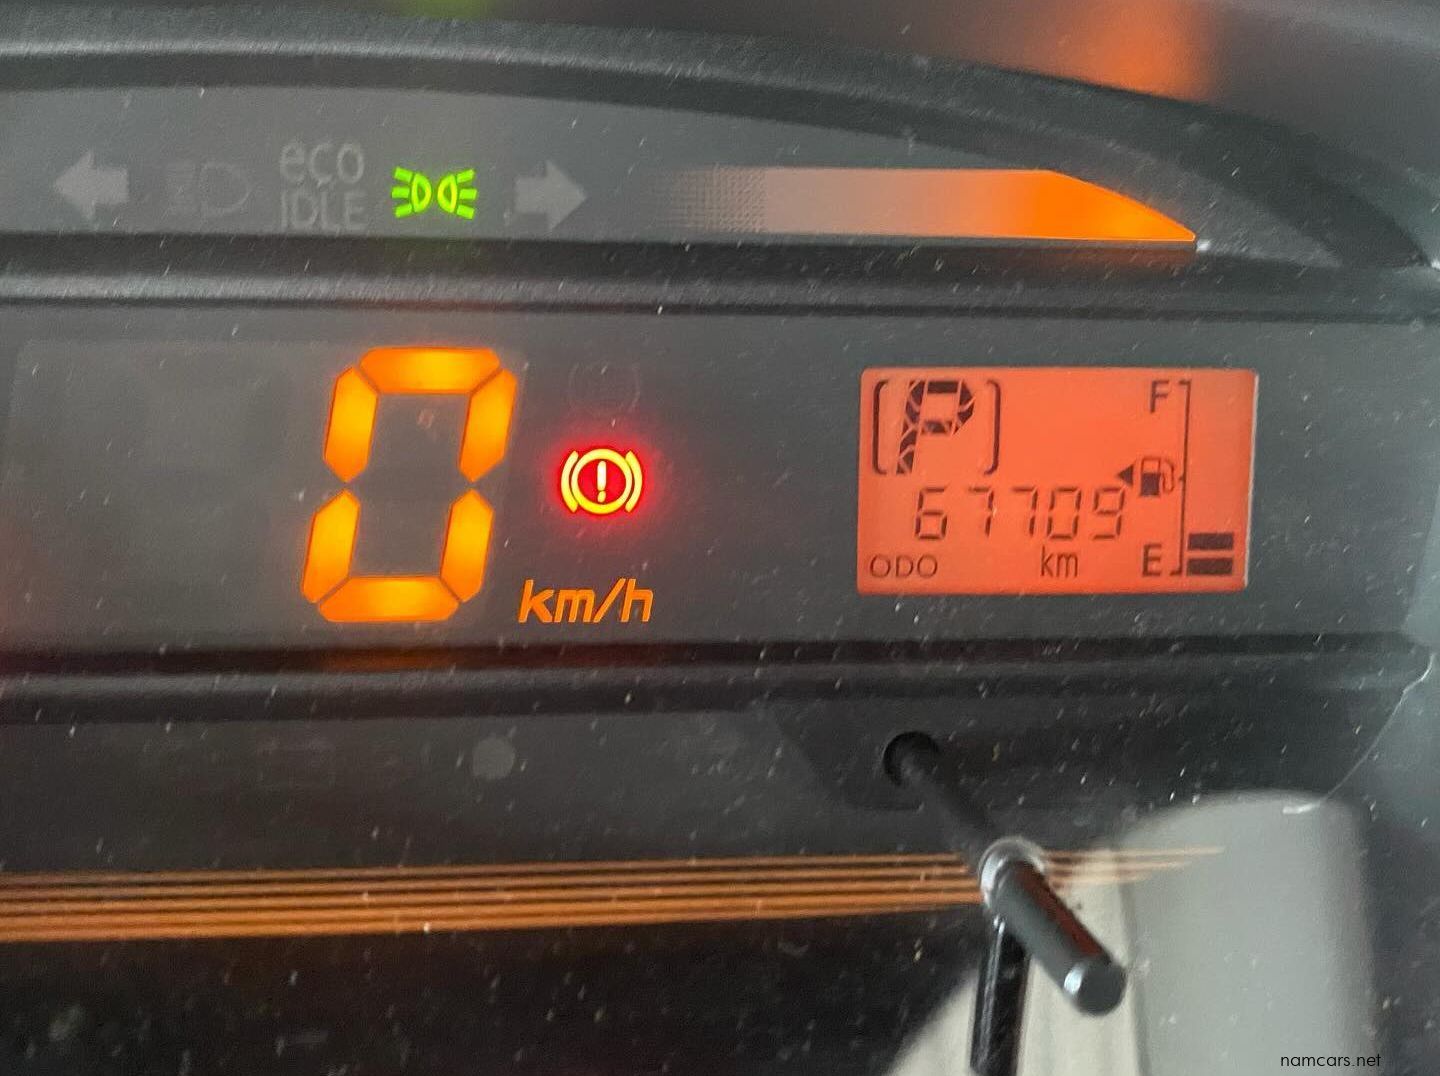 eco
IDLE
0
km/h
[P]
F
67709
ODO km
E
namcars.net